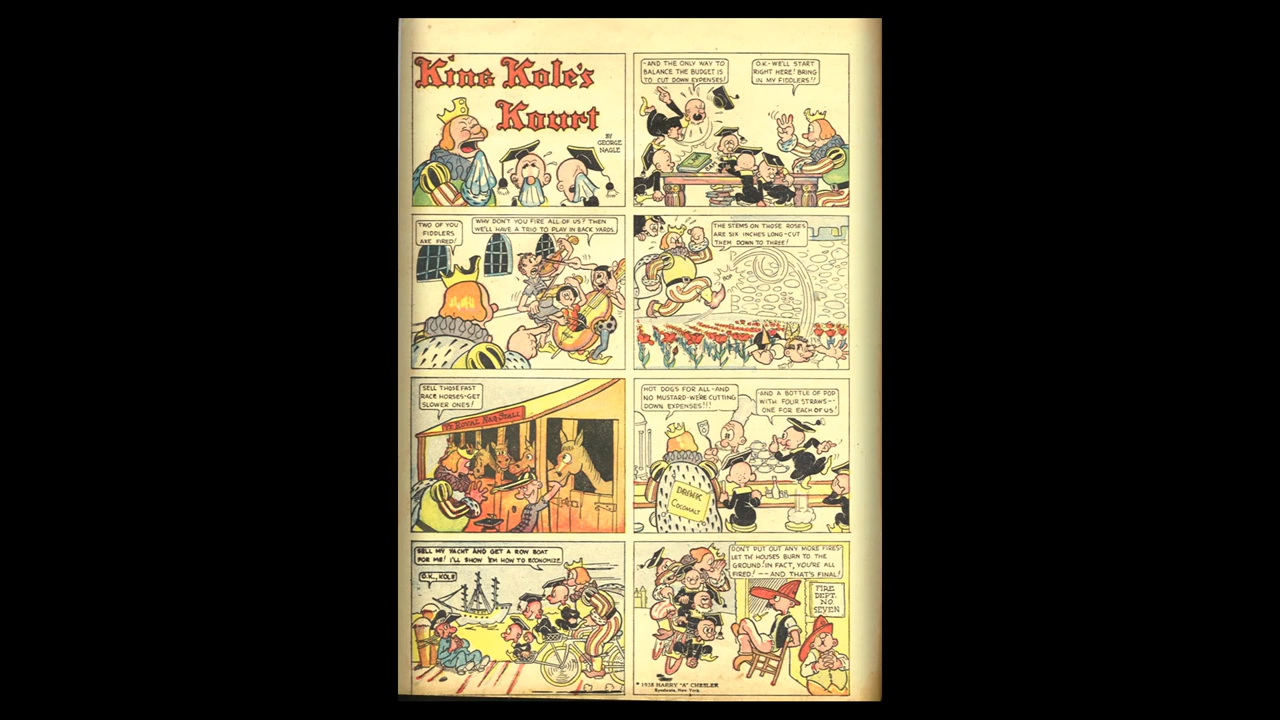 King Kole's
Kourt
BY
GEORGE
NAGLE
-AND THE ONLY WAY TO
BALANCE THE BUDGET IS
TO CUT DOWN EXPENSES!
O.K.-WE'LL START
RIGHT HERE! BRING
IN MY FIDDLERS!!
TWO OF YOU
FIDDLERS
ARE FIRED!
WHY DON'T YOU FIRE ALL OF US? THEN
WE'LL HAVE A TRIO TO PLAY IN BACK YARDS.
THE STEMS ON THOSE ROSES
ARE SIX INCHES LONG-CUT
THEM DOWN TO THREE!
BOP
SELL THOSE FAST
RACE HORSES-GET
SLOWER ONES!
YE ROYAL NAG STALL
HOT DOGS FOR ALL-AND
NO MUSTARD-WE'RE CUTTING
DOWN EXPENSES!!!
-AND A BOTTLE OF POP
WITH FOUR STRAWS--
ONE FOR EACH OF US!
DRINK
COCOMALT
SELL MY YACHT AND GET A ROW BOAT
FOR ME! I'LL SHOW 'EM HOW TO ECONOMIZE
O.K., KOLE
DON'T PUT OUT ANY MORE FIRES-
LET TH' HOUSES BURN TO THE
GROUND! IN FACT, YOU'RE ALL
FIRED! -- AND THAT'S FINAL!
FIRE
DEPT.
NO.
SEVEN
© 1938 HARRY "A" CHESLER
Syndicate, New York